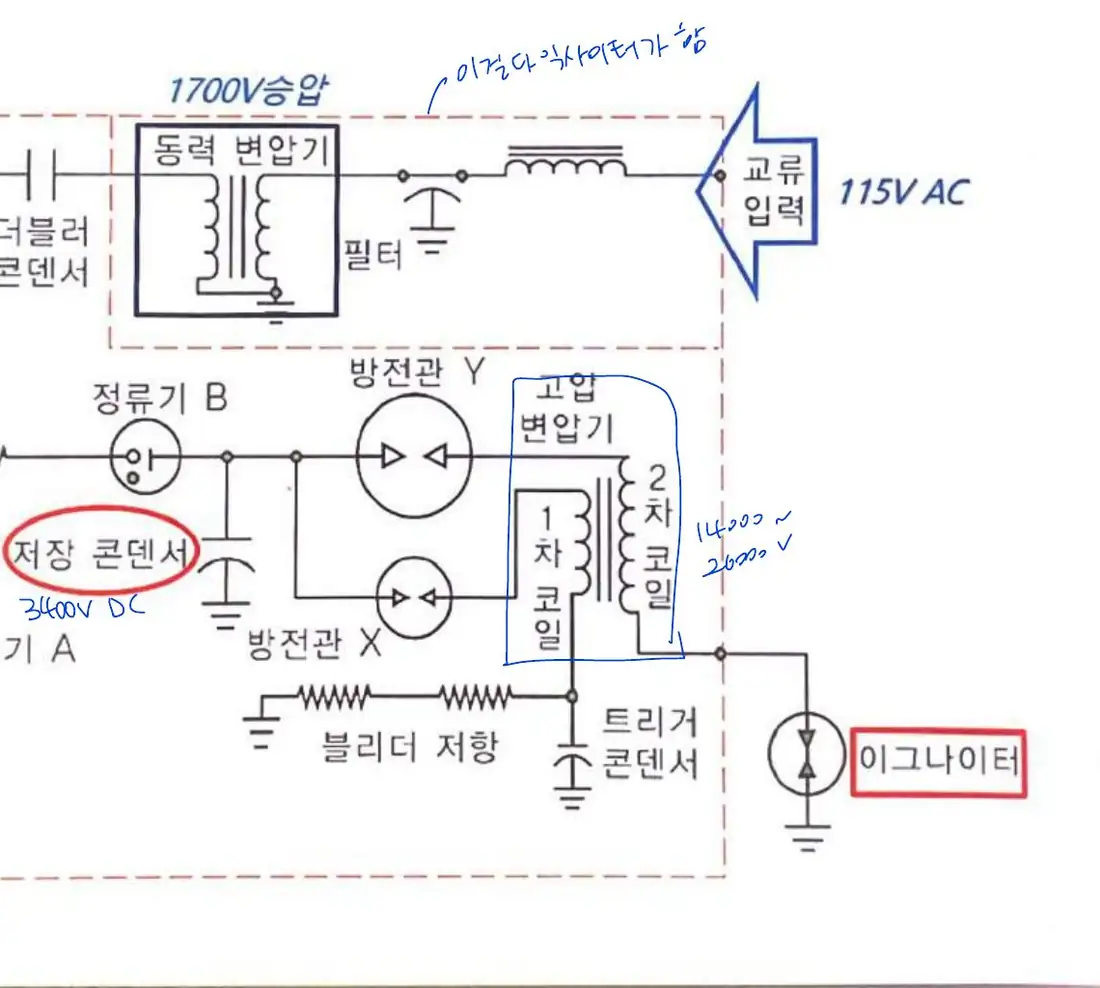 이걸다 익사이터가 함
1700V승압
동력 변압기
교류
입력
115V AC
더블러
콘덴서
필터
방전관 Y
정류기 B
고압
변압기
1차 코일
2차 코일
14000 ~
26000 V
저장 콘덴서
3400V DC
기 A
방전관 X
블리더 저항
트리거
콘덴서
이그나이터